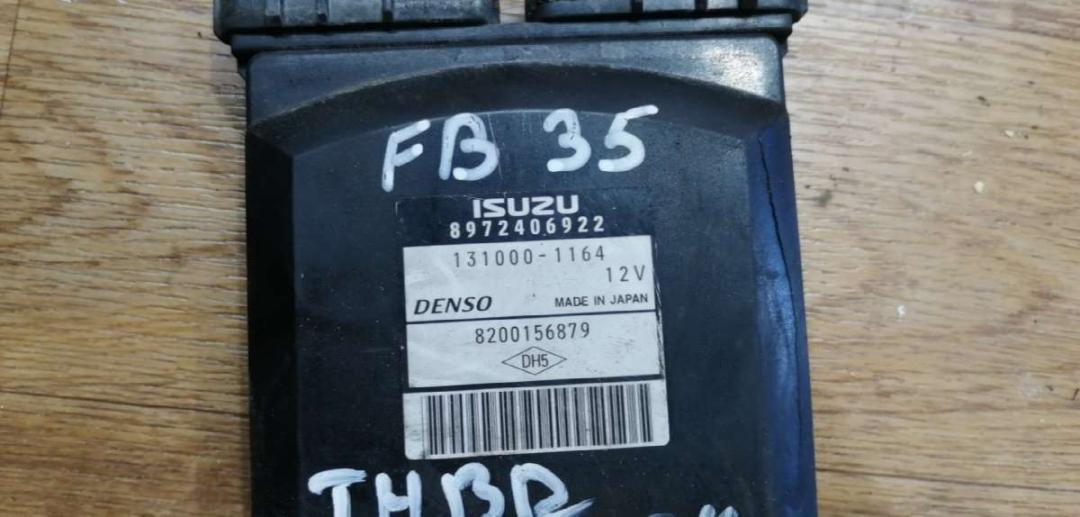 FB 35
ISUZU
8972406922
131000-1164
12V
DENSO MADE IN JAPAN
8200156879
DH5